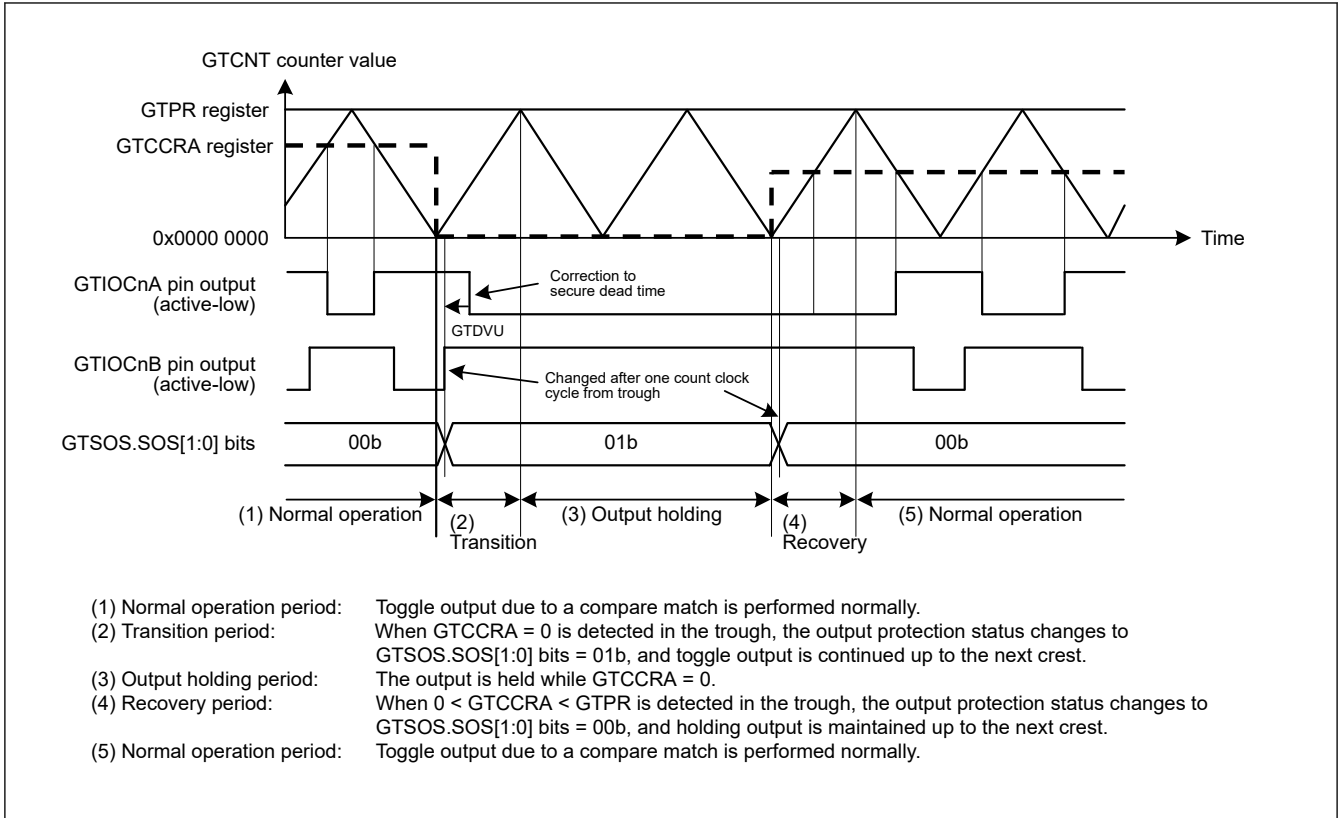 GTCNT counter value
GTPR register
GTCCRA register
0x0000 0000
Time
GTIOCnA pin output
(active-low)
Correction to
secure dead time
GTDVU
GTIOCnB pin output
(active-low)
Changed after one count clock
cycle from trough
GTSOS.SOS[1:0] bits
00b
01b
00b
(1) Normal operation
(2)
Transition
(3) Output holding
(4)
Recovery
(5) Normal operation
(1) Normal operation period: Toggle output due to a compare match is performed normally.
(2) Transition period: When GTCCRA = 0 is detected in the trough, the output protection status changes to
GTSOS.SOS[1:0] bits = 01b, and toggle output is continued up to the next crest.
(3) Output holding period: The output is held while GTCCRA = 0.
(4) Recovery period: When 0 < GTCCRA < GTPR is detected in the trough, the output protection status changes to
GTSOS.SOS[1:0] bits = 00b, and holding output is maintained up to the next crest.
(5) Normal operation period: Toggle output due to a compare match is performed normally.